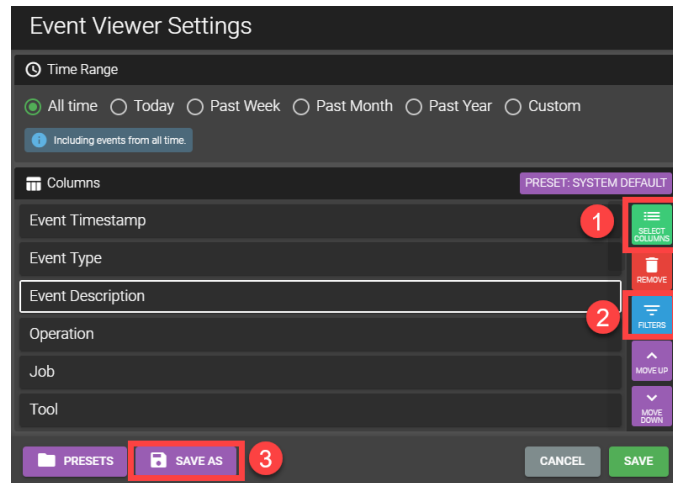 Event Viewer Settings
Time Range
All time Today Past Week Past Month Past Year Custom
i Including events from all time.
Columns PRESET: SYSTEM DEFAULT
Event Timestamp
1
SELECT
COLUMNS
Event Type
REMOVE
Event Description
2
FILTERS
Operation
Job
MOVE UP
Tool
MOVE
DOWN
PRESETS SAVE AS 3 CANCEL SAVE